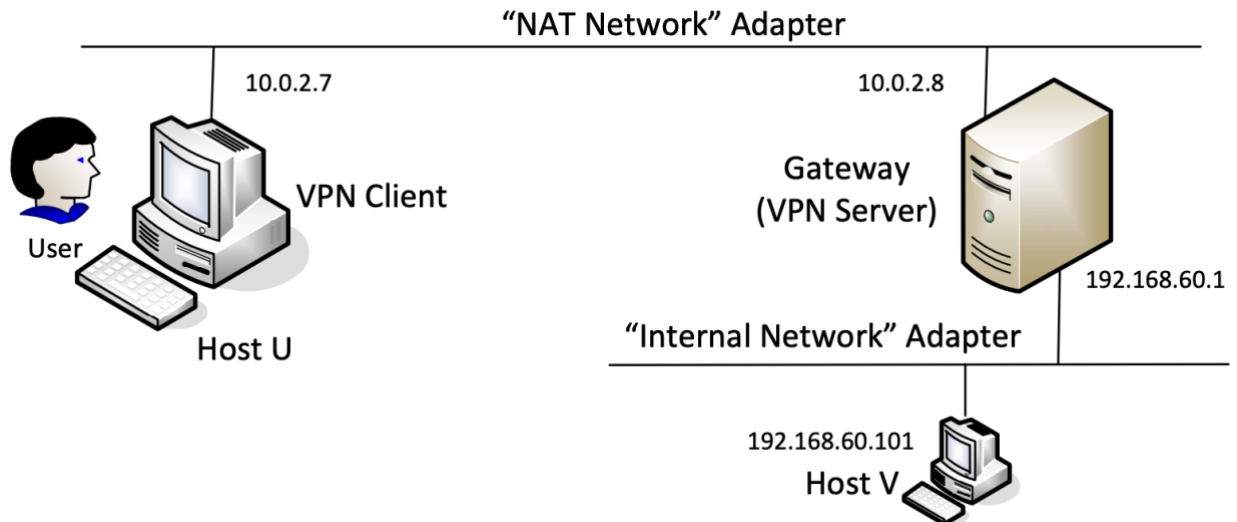 “NAT Network” Adapter
10.0.2.7
10.0.2.8
VPN Client
Gateway
(VPN Server)
User
192.168.60.1
Host U
“Internal Network” Adapter
192.168.60.101
Host V